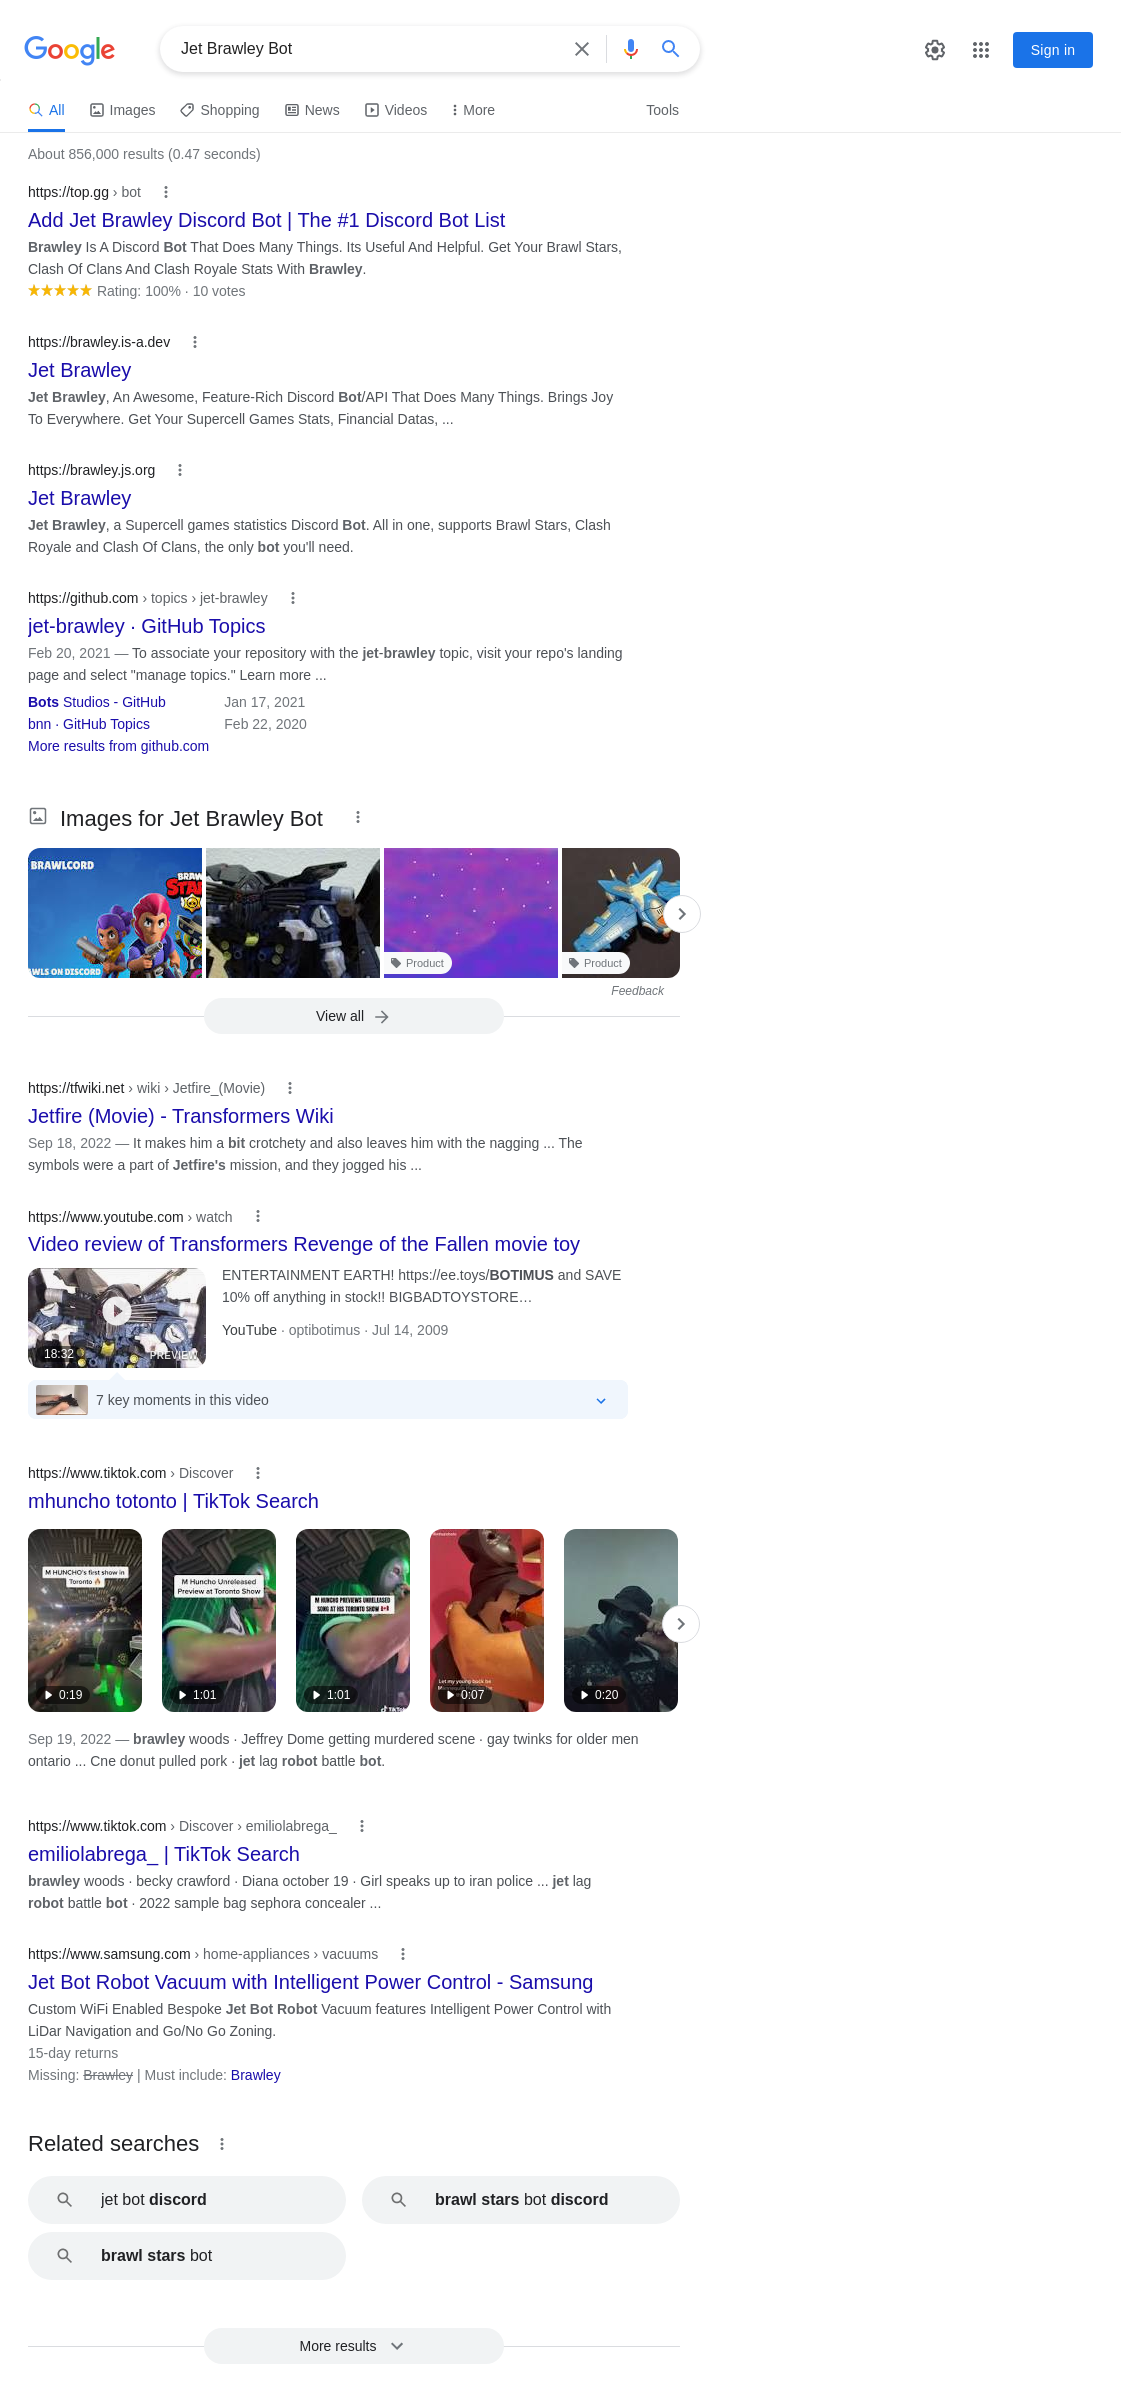 Google
Jet Brawley Bot
Sign in
All
Images
Shopping
News
Videos
More
Tools
About 856,000 results (0.47 seconds)
https://top.gg › bot
Add Jet Brawley Discord Bot | The #1 Discord Bot List
Brawley Is A Discord Bot That Does Many Things. Its Useful And Helpful. Get Your Brawl Stars,
Clash Of Clans And Clash Royale Stats With Brawley.
Rating: 100% · 10 votes
https://brawley.is-a.dev
Jet Brawley
Jet Brawley, An Awesome, Feature-Rich Discord Bot/API That Does Many Things. Brings Joy
To Everywhere. Get Your Supercell Games Stats, Financial Datas, ...
https://brawley.js.org
Jet Brawley
Jet Brawley, a Supercell games statistics Discord Bot. All in one, supports Brawl Stars, Clash
Royale and Clash Of Clans, the only bot you'll need.
https://github.com › topics › jet-brawley
jet-brawley · GitHub Topics
Feb 20, 2021 — To associate your repository with the jet-brawley topic, visit your repo's landing
page and select "manage topics." Learn more ...
Bots Studios - GitHub Jan 17, 2021
bnn · GitHub Topics Feb 22, 2020
More results from github.com
Images for Jet Brawley Bot
BRAWLCORD
BRAW
STAR
AWLS ON DISCORD
Product
Product
Feedback
View all
https://tfwiki.net › wiki › Jetfire_(Movie)
Jetfire (Movie) - Transformers Wiki
Sep 18, 2022 — It makes him a bit crotchety and also leaves him with the nagging ... The
symbols were a part of Jetfire's mission, and they jogged his ...
https://www.youtube.com › watch
Video review of Transformers Revenge of the Fallen movie toy
ENTERTAINMENT EARTH! https://ee.toys/BOTIMUS and SAVE
10% off anything in stock!! BIGBADTOYSTORE…
YouTube · optibotimus · Jul 14, 2009
18:32
PREVIEW
7 key moments in this video
https://www.tiktok.com › Discover
mhuncho totonto | TikTok Search
M HUNCHO's first show in
Toronto 🔥
0:19
M Huncho Unreleased
Preview at Toronto Show
1:01
M HUNCHO PREVIEWS UNRELEASED
SONG AT HIS TORONTO SHOW
1:01
TikTok
Let my young buck be
0:07
0:20
Sep 19, 2022 — brawley woods · Jeffrey Dome getting murdered scene · gay twinks for older men
ontario ... Cne donut pulled pork · jet lag robot battle bot.
https://www.tiktok.com › Discover › emiliolabrega_
emiliolabrega_ | TikTok Search
brawley woods · becky crawford · Diana october 19 · Girl speaks up to iran police ... jet lag
robot battle bot · 2022 sample bag sephora concealer ...
https://www.samsung.com › home-appliances › vacuums
Jet Bot Robot Vacuum with Intelligent Power Control - Samsung
Custom WiFi Enabled Bespoke Jet Bot Robot Vacuum features Intelligent Power Control with
LiDar Navigation and Go/No Go Zoning.
15-day returns
Missing: Brawley | Must include: Brawley
Related searches
jet bot discord
brawl stars bot discord
brawl stars bot
More results